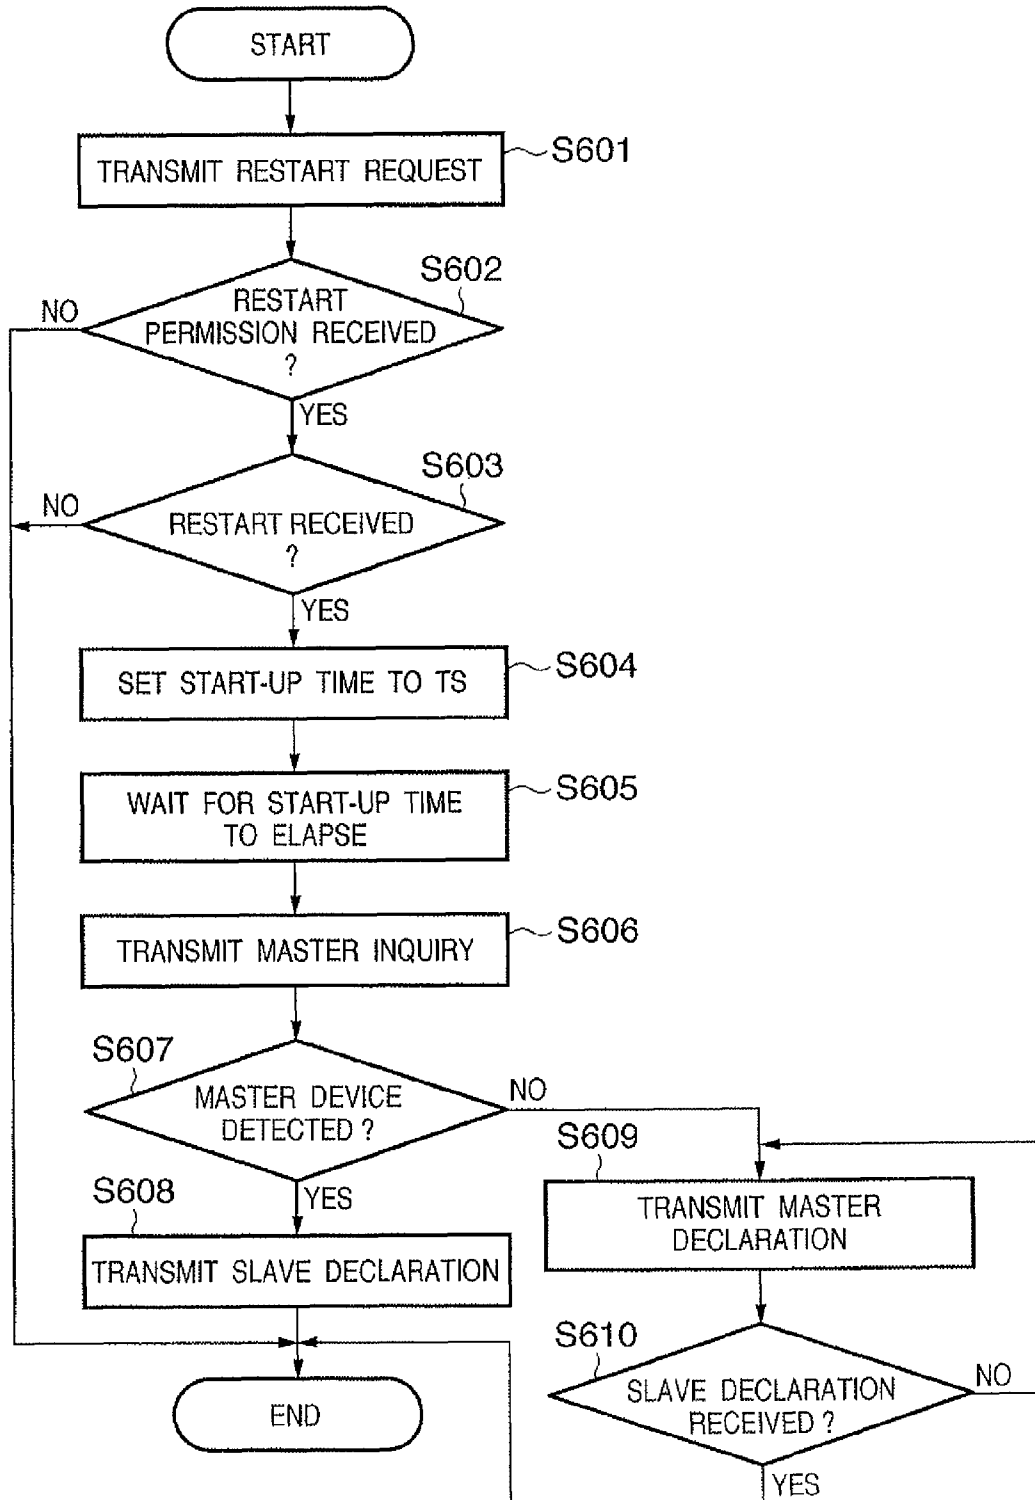 START
TRANSMIT RESTART REQUEST
S601
S602
RESTART
PERMISSION RECEIVED
?
NO
YES
S603
RESTART RECEIVED
?
NO
YES
SET START-UP TIME TO TS
S604
WAIT FOR START-UP TIME
TO ELAPSE
S605
TRANSMIT MASTER INQUIRY
S606
S607
MASTER DEVICE
DETECTED ?
NO
YES
S608
TRANSMIT SLAVE DECLARATION
S609
TRANSMIT MASTER
DECLARATION
S610
SLAVE DECLARATION
RECEIVED ?
NO
YES
END